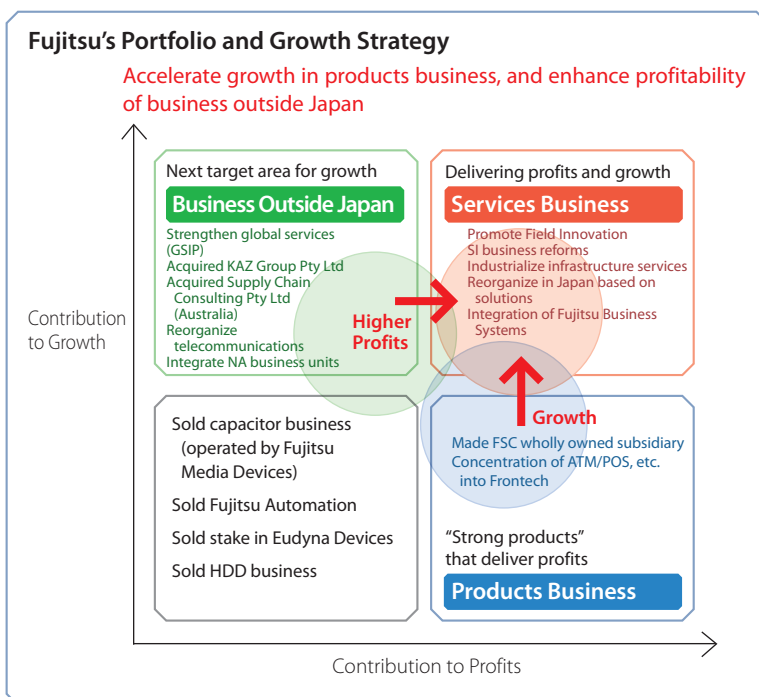 Fujitsu’s Portfolio and Growth Strategy
Accelerate growth in products business, and enhance profitability
of business outside Japan
Contribution
to Growth
Next target area for growth
Business Outside Japan
Strengthen global services
(GSIP)
Acquired KAZ Group Pty Ltd
Acquired Supply Chain
Consulting Pty Ltd
(Australia)
Reorganize
telecommunications
Integrate NA business units
Higher
Profits
Delivering profits and growth
Services Business
Promote Field Innovation
SI business reforms
Industrialize infrastructure services
Reorganize in Japan based on
solutions
Integration of Fujitsu Business
Systems
Sold capacitor business
(operated by Fujitsu
Media Devices)
Sold Fujitsu Automation
Sold stake in Eudyna Devices
Sold HDD business
Growth
Made FSC wholly owned subsidiary
Concentration of ATM/POS, etc.
into Frontech
“Strong products”
that deliver profits
Products Business
Contribution to Profits